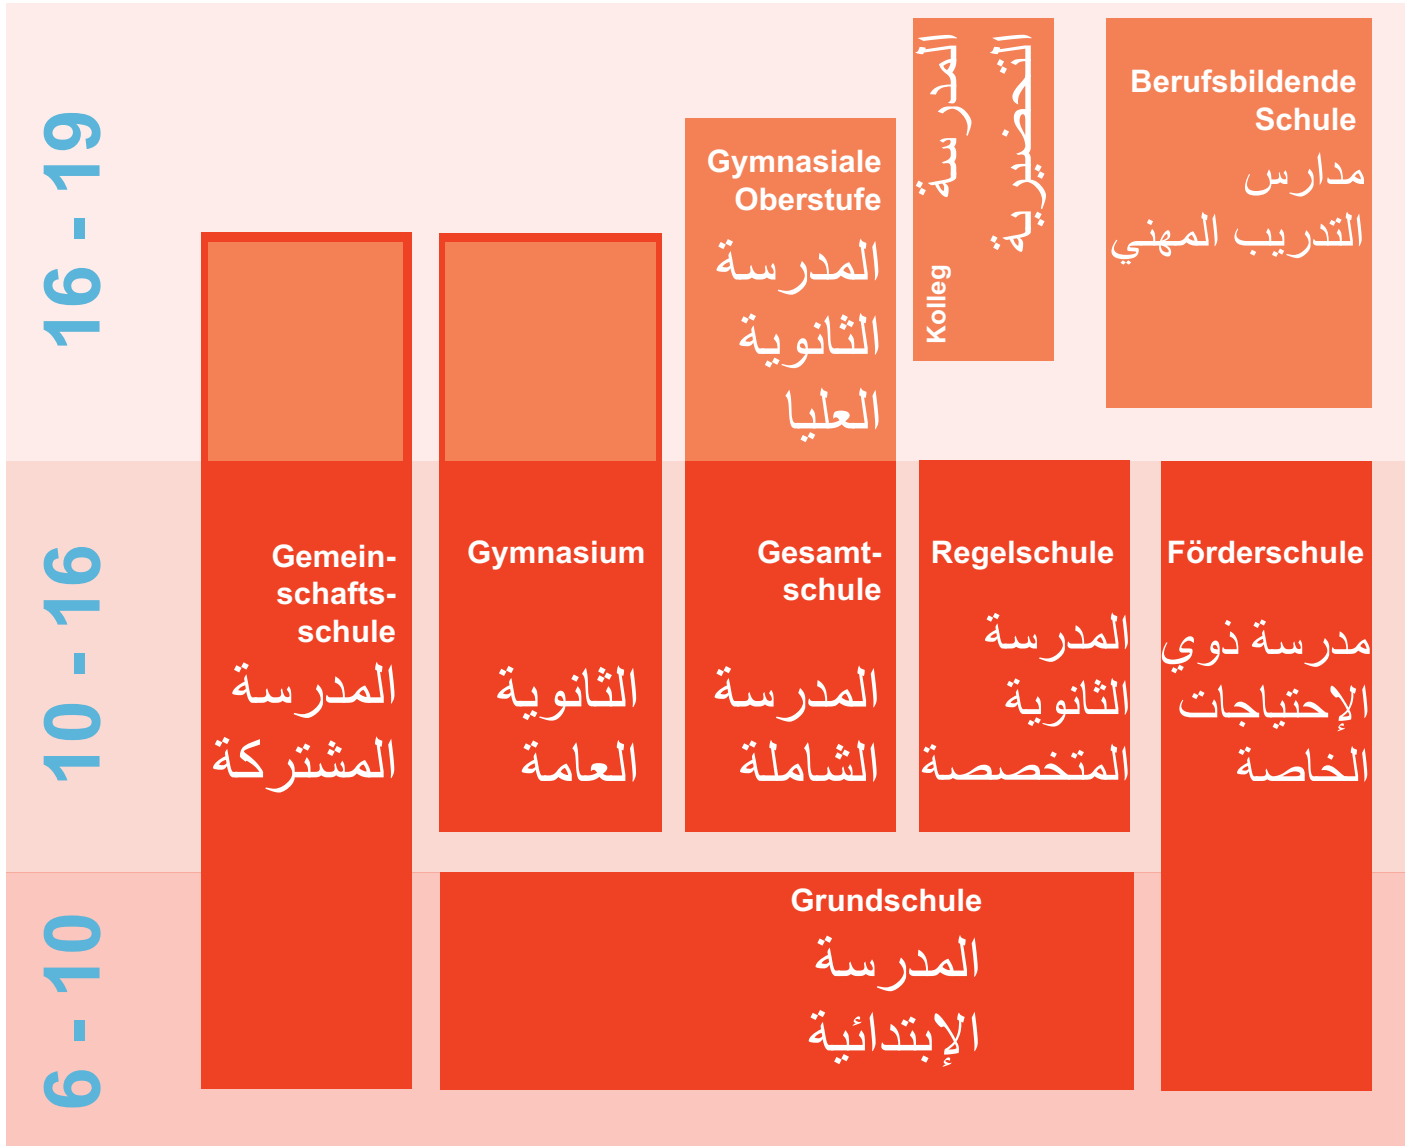 16 - 19
Gymnasiale
Oberstufe
المدرسة
الثانوية
العليا
Kolleg
المدرسة
التحضيرية
Berufsbildende
Schule
مدارس
التدريب المهني
10 - 16
Gemein-
schafts-
schule
المدرسة
المشتركة
Gymnasium
الثانوية
العامة
Gesamt-
schule
المدرسة
الشاملة
Regelschule
المدرسة
الثانوية
المتخصصة
Förderschule
مدرسة ذوي
الإحتياجات
الخاصة
6 - 10
Grundschule
المدرسة
الإبتدائية